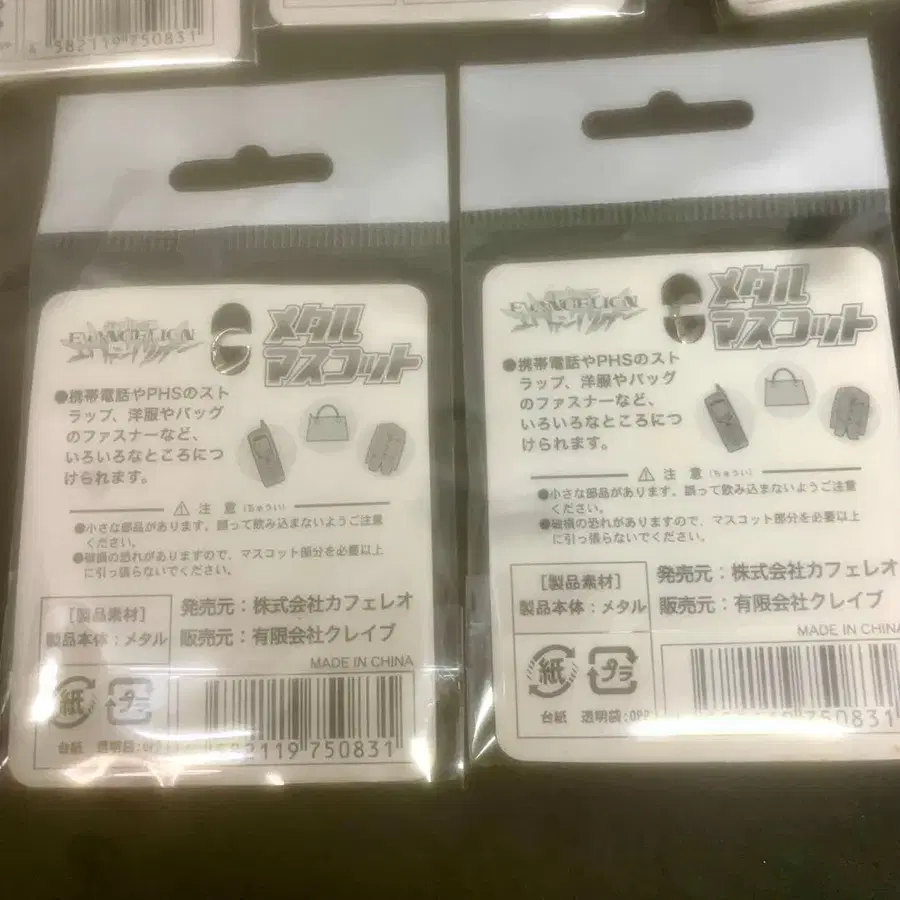 582119 750831
EVANGELION
メタル
マスコット
●携帯電話やPHSのスト
ラップ、洋服やバッグ
のファスナーなど、
いろいろなところにつ
けられます。
⚠ 注 意 (ちゅうい)
●小さな部品があります。誤って飲み込まないようご注意
ください。
●破損の恐れがありますので、マスコット部分を必要以上
に引っ張らないでください。
[製品素材]
製品本体：メタル
発売元：株式会社カフェレオ
販売元：有限会社クレイブ
MADE IN CHINA
紙
プラ
台紙 透明袋:OPP
582119 750831
EVANGELION
メタル
マスコット
●携帯電話やPHSのスト
ラップ、洋服やバッグ
のファスナーなど、
いろいろなところにつ
けられます。
⚠ 注 意 (ちゅうい)
●小さな部品があります。誤って飲み込まないようご注意
ください。
●破損の恐れがありますので、マスコット部分を必要以上
に引っ張らないでください。
[製品素材]
製品本体：メタル
発売元：株式会社カフェレオ
販売元：有限会社クレイブ
MADE IN CHINA
紙
プラ
台紙 透明袋:OPP
750831